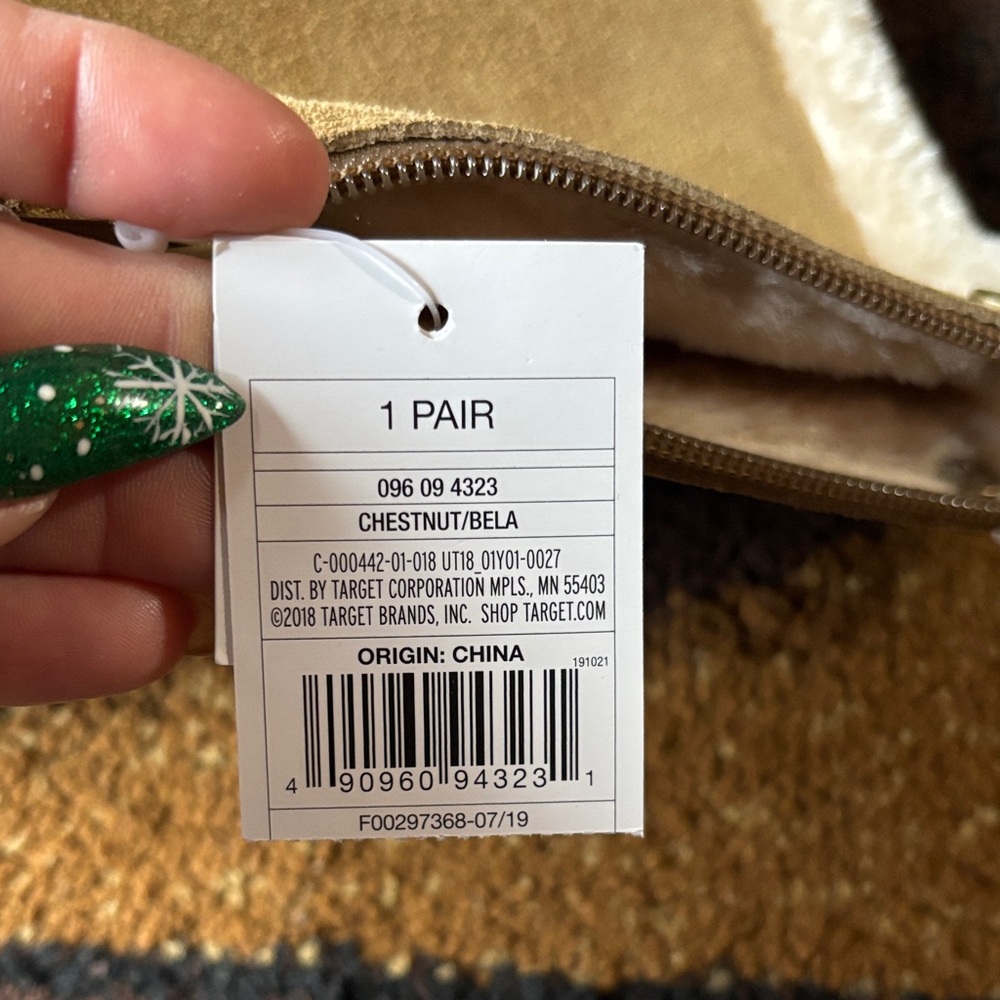 1 PAIR
096 09 4323
CHESTNUT/BELA
C-000442-01-018 UT18_01Y01-0027
DIST. BY TARGET CORPORATION MPLS., MN 55403
©2018 TARGET BRANDS, INC. SHOP TARGET.COM
ORIGIN: CHINA
191021
4 90960 94323 1
F00297368-07/19